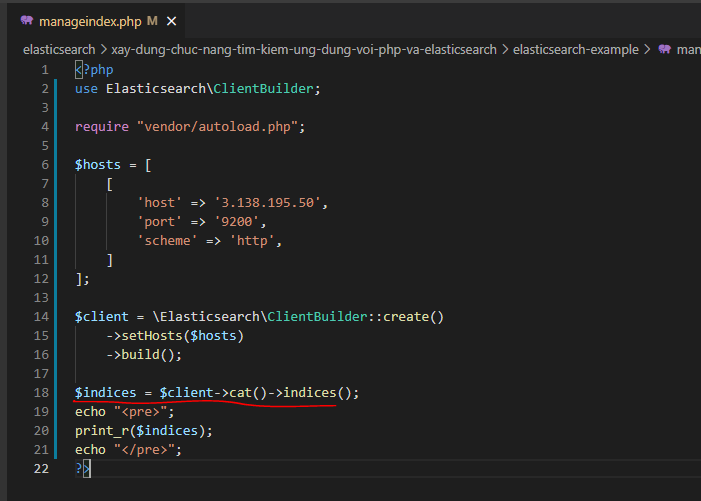 manageindex.php M
elasticsearch > xay-dung-chuc-nang-tim-kiem-ung-dung-voi-php-va-elasticsearch > elasticsearch-example > man
1 <?php
2 use Elasticsearch\ClientBuilder;
3
4 require "vendor/autoload.php";
5
6 $hosts = [
7     [
8         'host' => '3.138.195.50',
9         'port' => '9200',
10         'scheme' => 'http',
11     ]
12 ];
13
14 $client = \Elasticsearch\ClientBuilder::create()
15     ->setHosts($hosts)
16     ->build();
17
18 $indices = $client->cat()->indices();
19 echo "<pre>";
20 print_r($indices);
21 echo "</pre>";
22 ?>